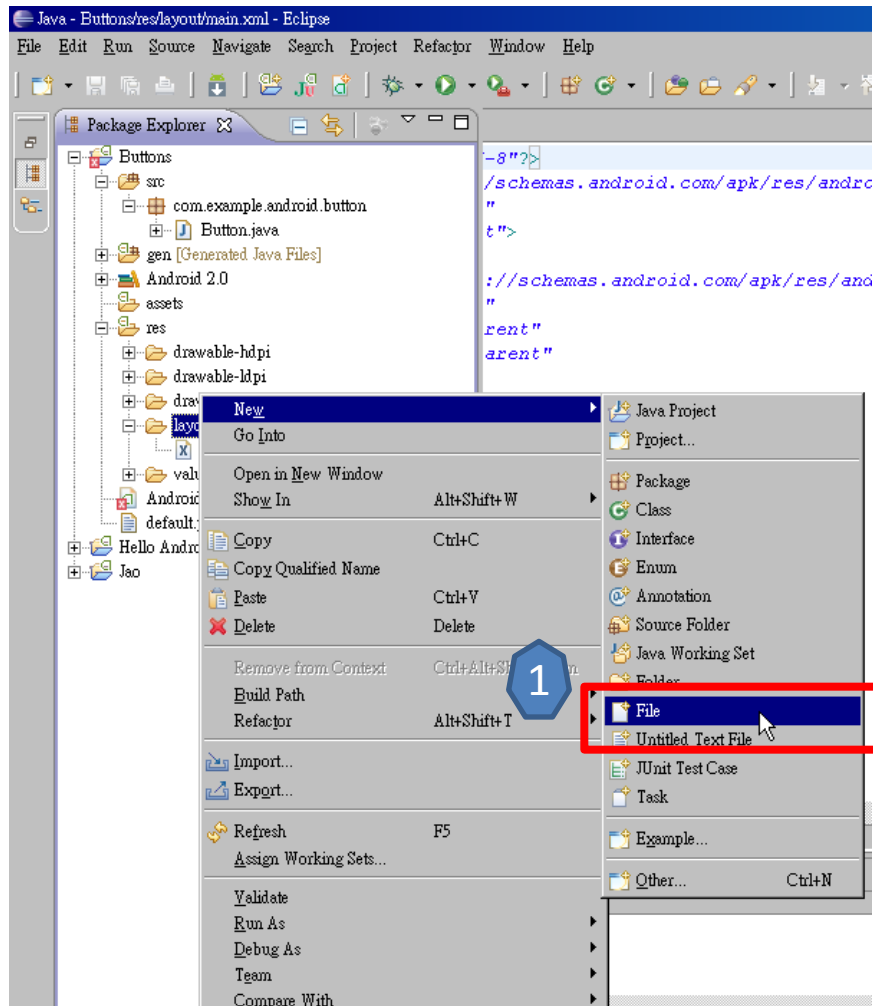 Java - Buttons/res/layout/main.xml - Eclipse
File Edit Run Source Navigate Search Project Refactor Window Help
Package Explorer
Buttons
src
com.example.android.button
Button.java
gen [Generated Java Files]
Android 2.0
assets
res
drawable-hdpi
drawable-ldpi
-8"?>
/schemas.android.com/apk/res/andro
"
t">
://schemas.android.com/apk/res/and
"
rent"
arent"
Hello Andro
Jao
Android
default.
New
Go Into
Open in New Window
Show In Alt+Shift+W
Copy Ctrl+C
Copy Qualified Name
Paste Ctrl+V
Delete Delete
Remove from Context
Build Path
Refactor Alt+Shift+T
Import...
Export...
Refresh F5
Assign Working Sets...
Validate
Run As
Debug As
Team
Compare With
1
Java Project
Project...
Package
Class
Interface
Enum
Annotation
Source Folder
Java Working Set
Folder
File
Untitled Text File
JUnit Test Case
Task
Example...
Other... Ctrl+N